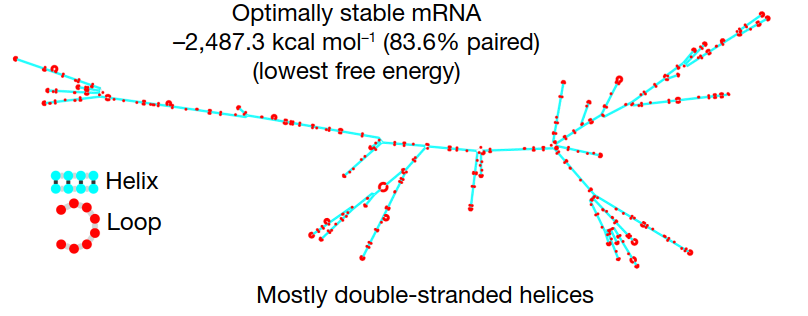 Optimally stable mRNA
–2,487.3 kcal mol⁻¹ (83.6% paired)
(lowest free energy)
Helix
Loop
Mostly double-stranded helices